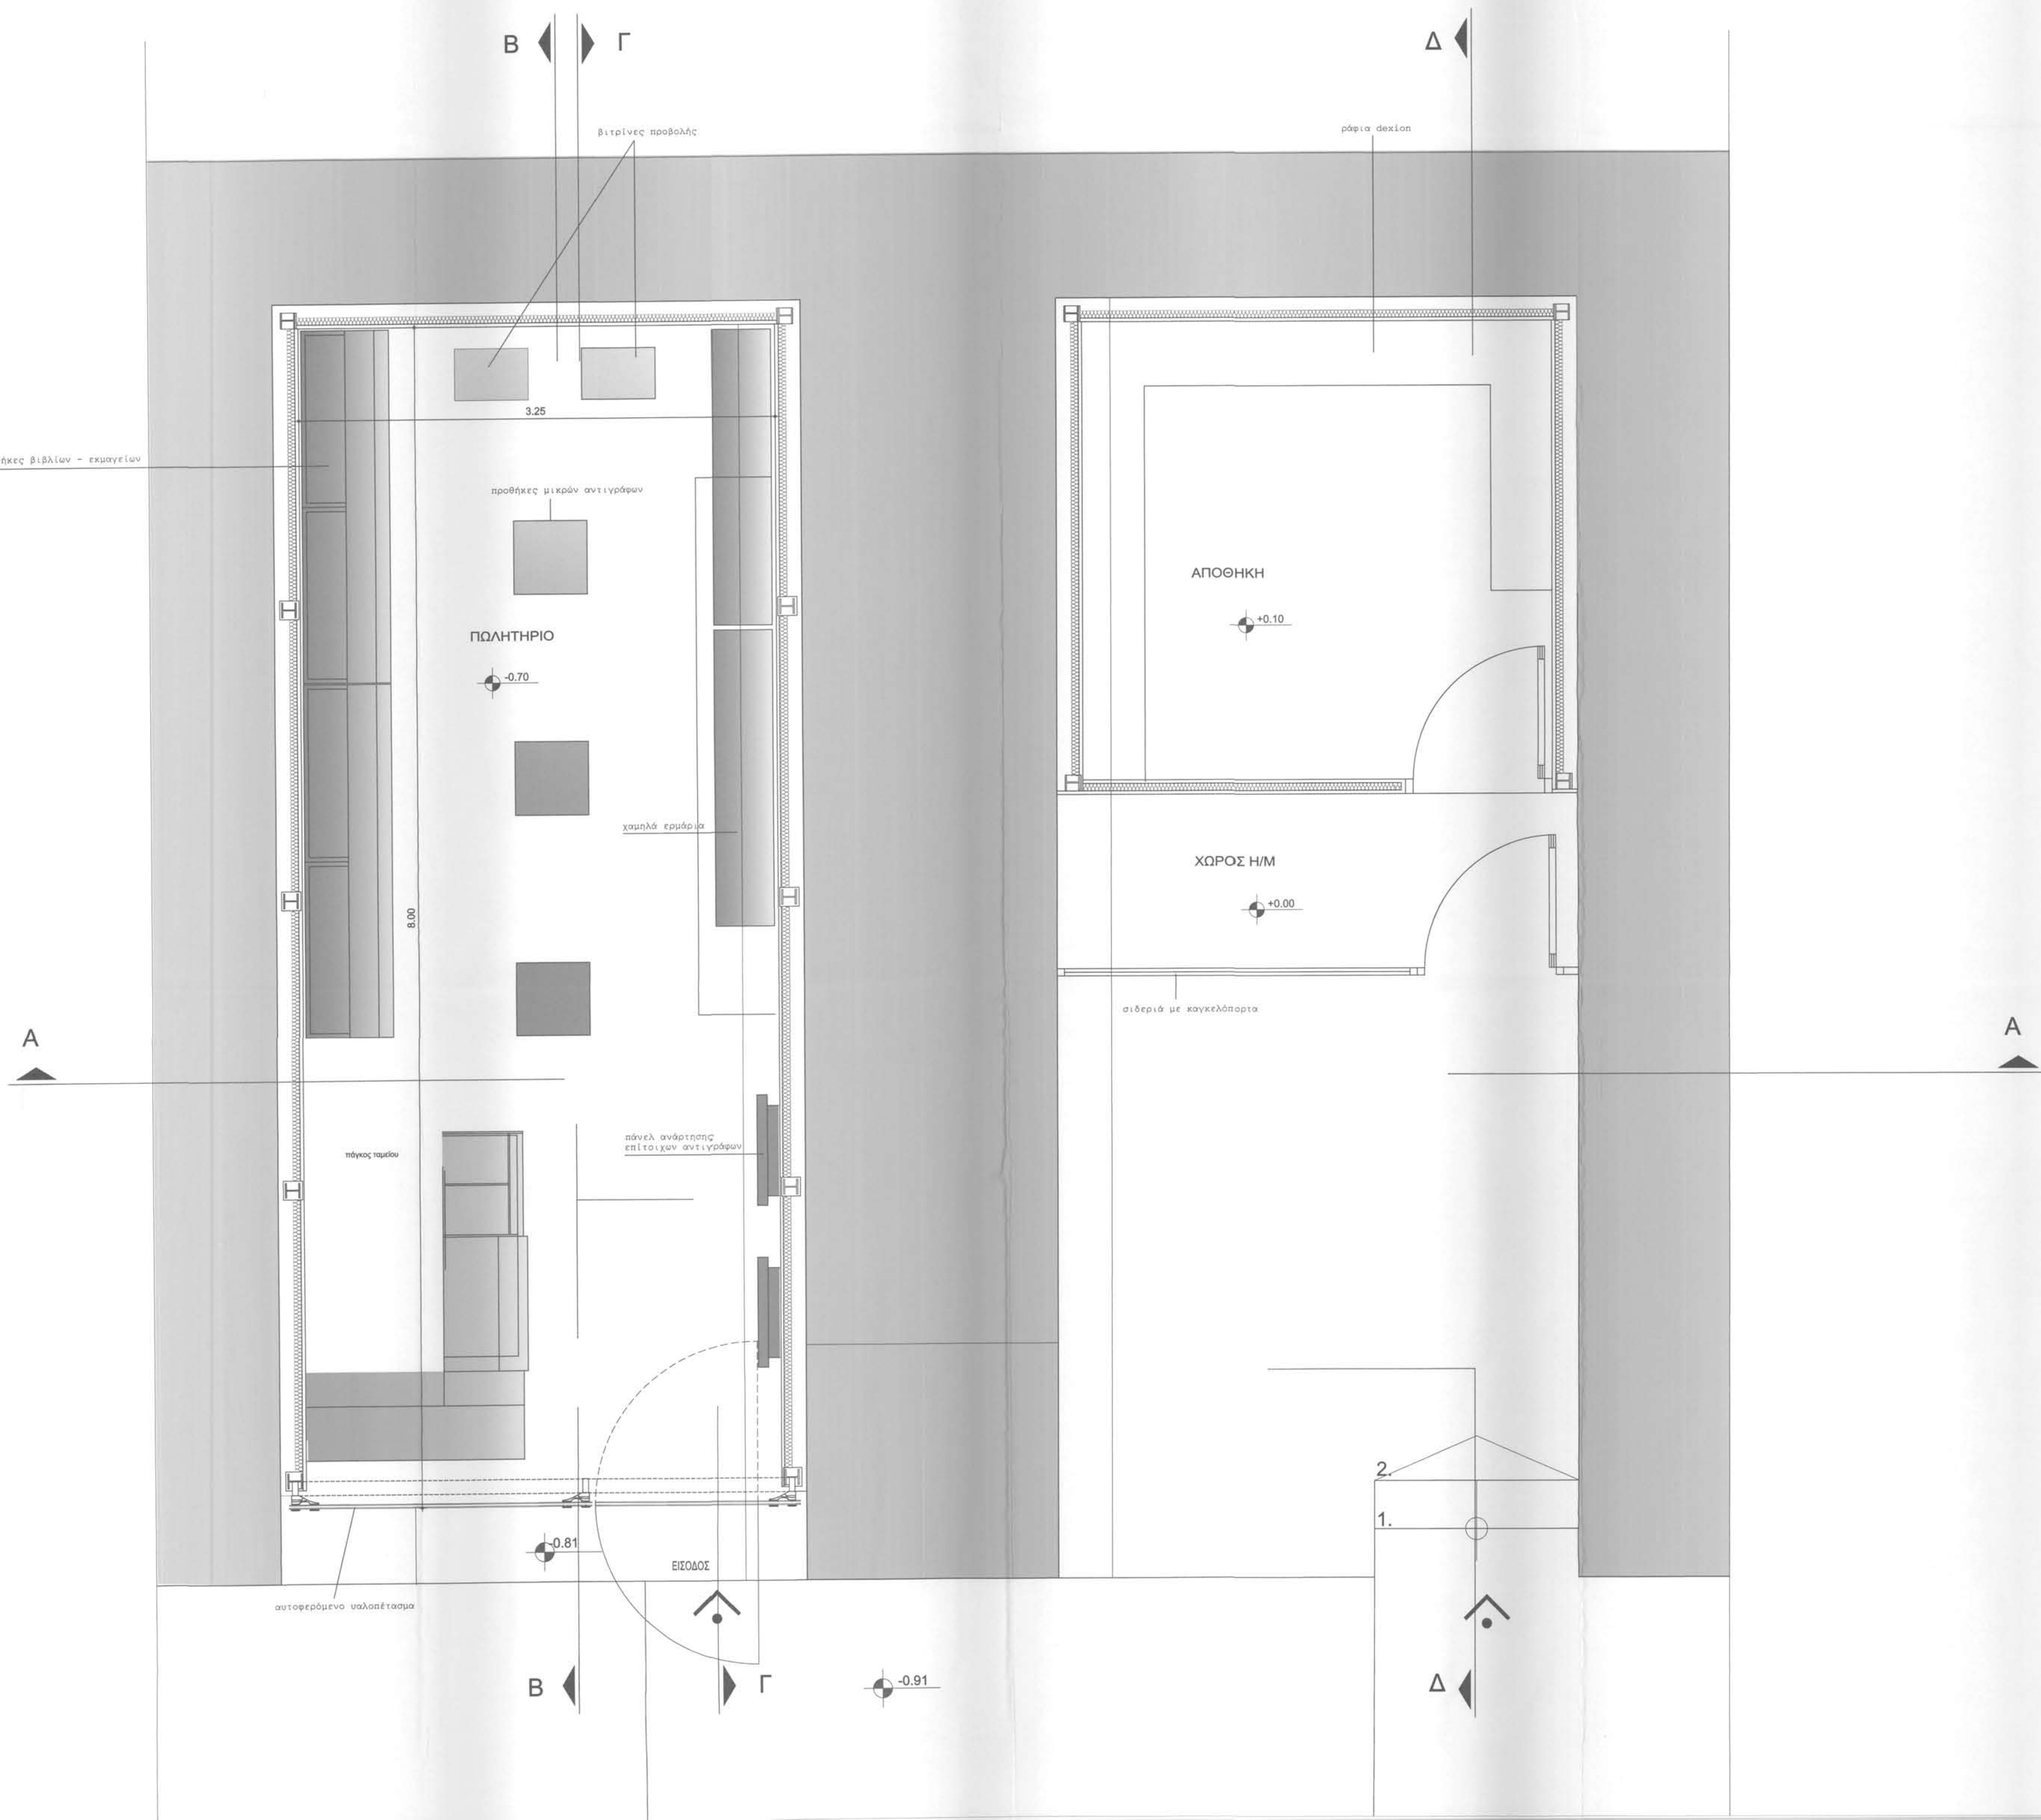 B Γ
Δ
βιτρίνες προβολής
ράφια dexion
3.25
βιβλίων - εκμαγείων
προθήκες μικρών αντιγράφων
ΑΠΟΘΗΚΗ
+0.10
ΠΩΛΗΤΗΡΙΟ
-0.70
χαμηλά ερμάρια
ΧΩΡΟΣ Η/Μ
+0.00
8.00
σιδεριά με καγκελόπορτα
A
A
πάνελ ανάρτησης
επίτοιχων αντιγράφων
πάγκος ταμείου
2.
1.
-0.81
ΕΙΣΟΔΟΣ
αυτοφερόμενο υαλοπέτασμα
B Γ
-0.91
Δ